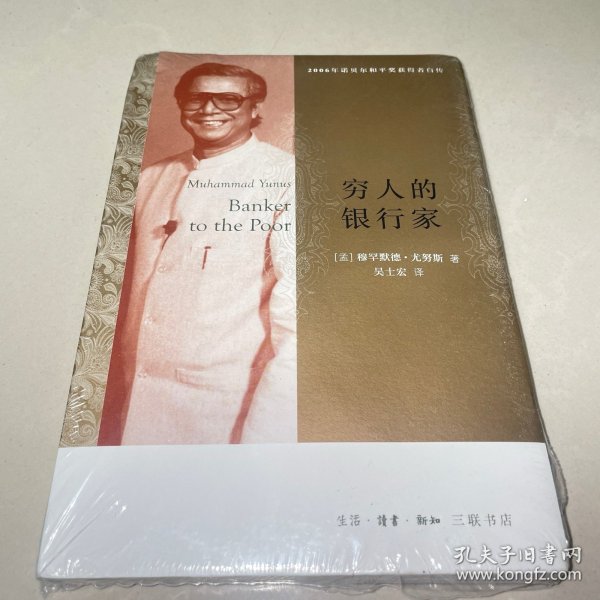 2006年诺贝尔和平奖获得者自传
Muhammad Yunus
Banker
to the Poor
穷人的
银行家
[孟] 穆罕默德·尤努斯 著
吴士宏 译
生活·讀書·新知 三联书店
孔夫子旧书网
www.kongfz.com